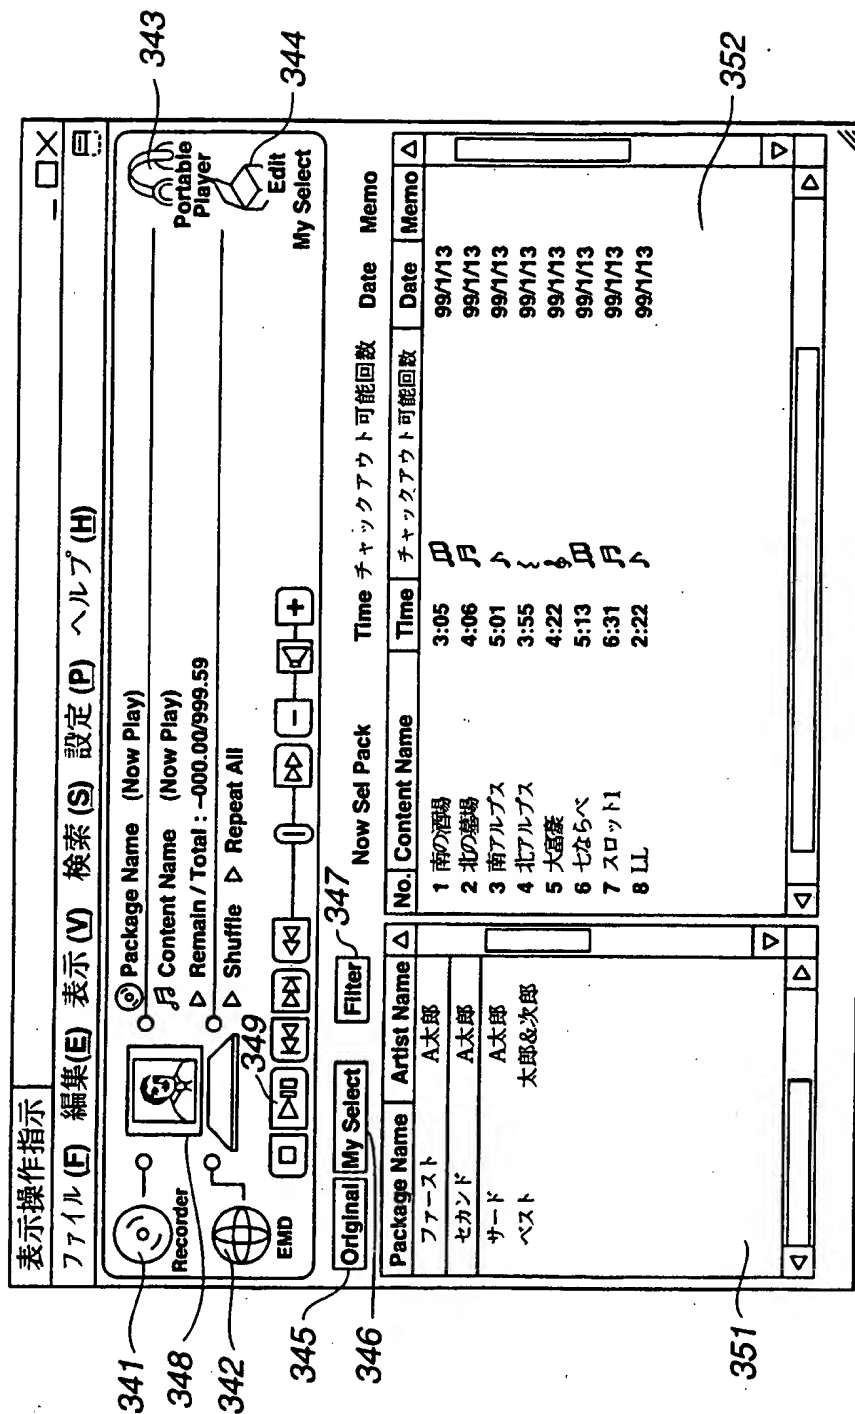 表示操作指示
ファイル(F) 編集(E) 表示(V) 検索(S) 設定(P) ヘルプ(H)
Package Name (Now Play)
Content Name (Now Play)
▷ Remain / Total : –000.00/999.59
▷ Shuffle ▷ Repeat All
Recorder
EMD
Portable
Player
Edit
My Select
Original My Select Filter
Now Sel Pack Time チャックアウト可能回数 Date Memo
Package Name Artist Name
ファースト A太郎
セカンド A太郎
サード A太郎
ベスト 太郎&次郎
No. Content Name Time チャックアウト可能回数 Date Memo
1 南の酒場 3:05 99/1/13
2 北の墓場 4:06 99/1/13
3 南アルプス 5:01 99/1/13
4 北アルプス 3:55 99/1/13
5 大富豪 4:22 99/1/13
6 七ならべ 5:13 99/1/13
7 スロット1 6:31 99/1/13
8 LL 2:22 99/1/13
341
348
342
345
346
347
349
343
344
351
352